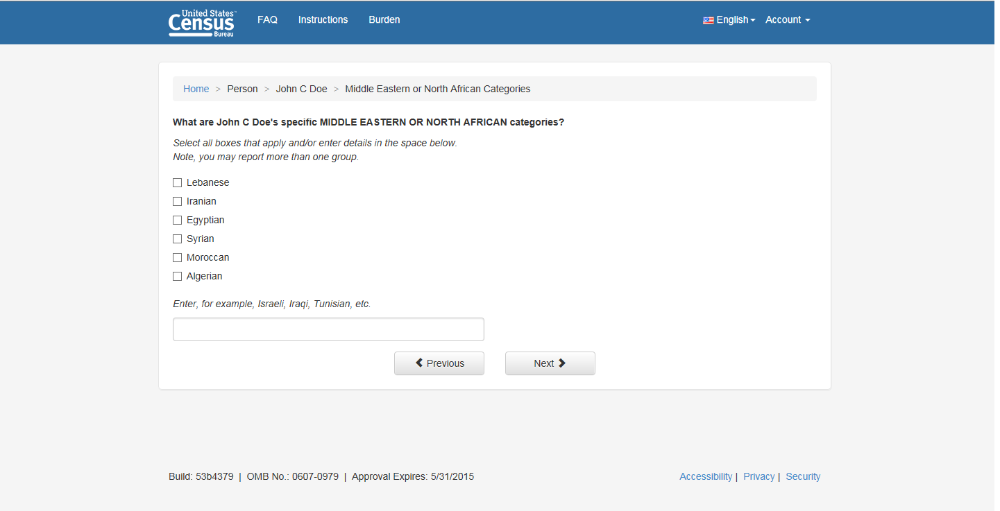 United States™
Census
Bureau
FAQ Instructions Burden English Account
Home > Person > John C Doe > Middle Eastern or North African Categories
What are John C Doe's specific MIDDLE EASTERN OR NORTH AFRICAN categories?
Select all boxes that apply and/or enter details in the space below.
Note, you may report more than one group.
Lebanese
Iranian
Egyptian
Syrian
Moroccan
Algerian
Enter, for example, Israeli, Iraqi, Tunisian, etc.
Previous Next
Build: 53b4379 | OMB No.: 0607-0979 | Approval Expires: 5/31/2015 Accessibility | Privacy | Security